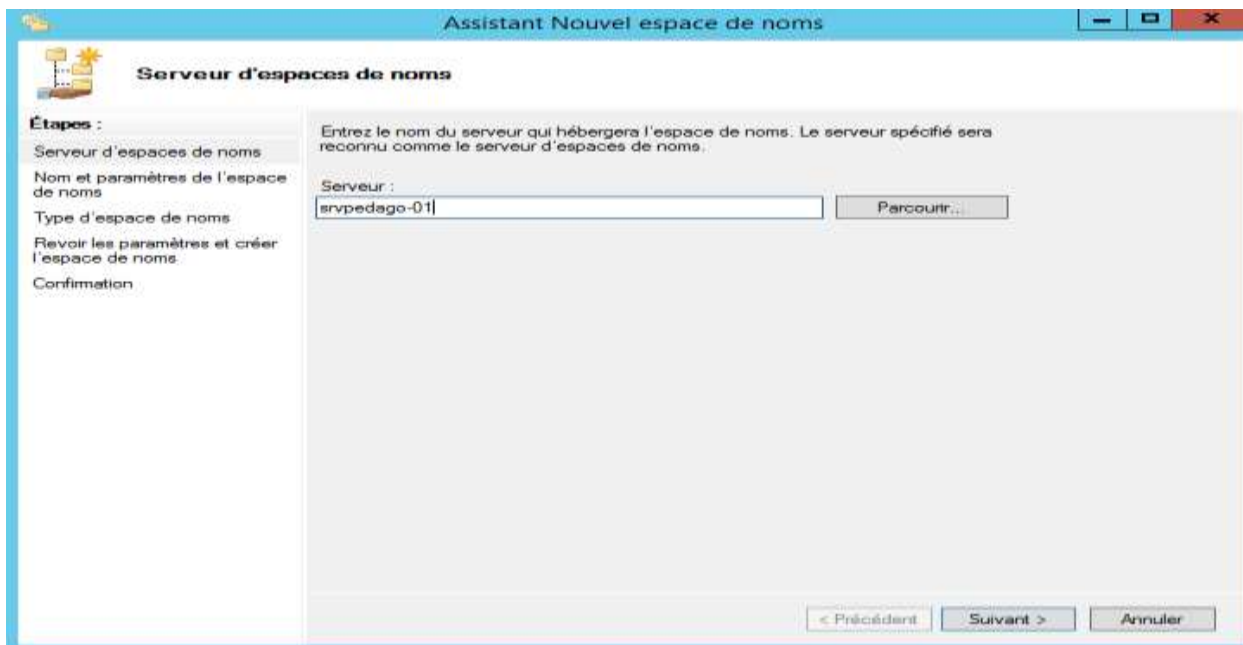 Assistant Nouvel espace de noms
Serveur d'espaces de noms
Étapes :
Serveur d'espaces de noms
Nom et paramètres de l'espace
de noms
Type d'espace de noms
Revoir les paramètres et créer
l'espace de noms
Confirmation
Entrez le nom du serveur qui hébergera l'espace de noms. Le serveur spécifié sera
reconnu comme le serveur d'espaces de noms.
Serveur :
srvpedago-01
Parcourir...
< Précédent
Suivant >
Annuler